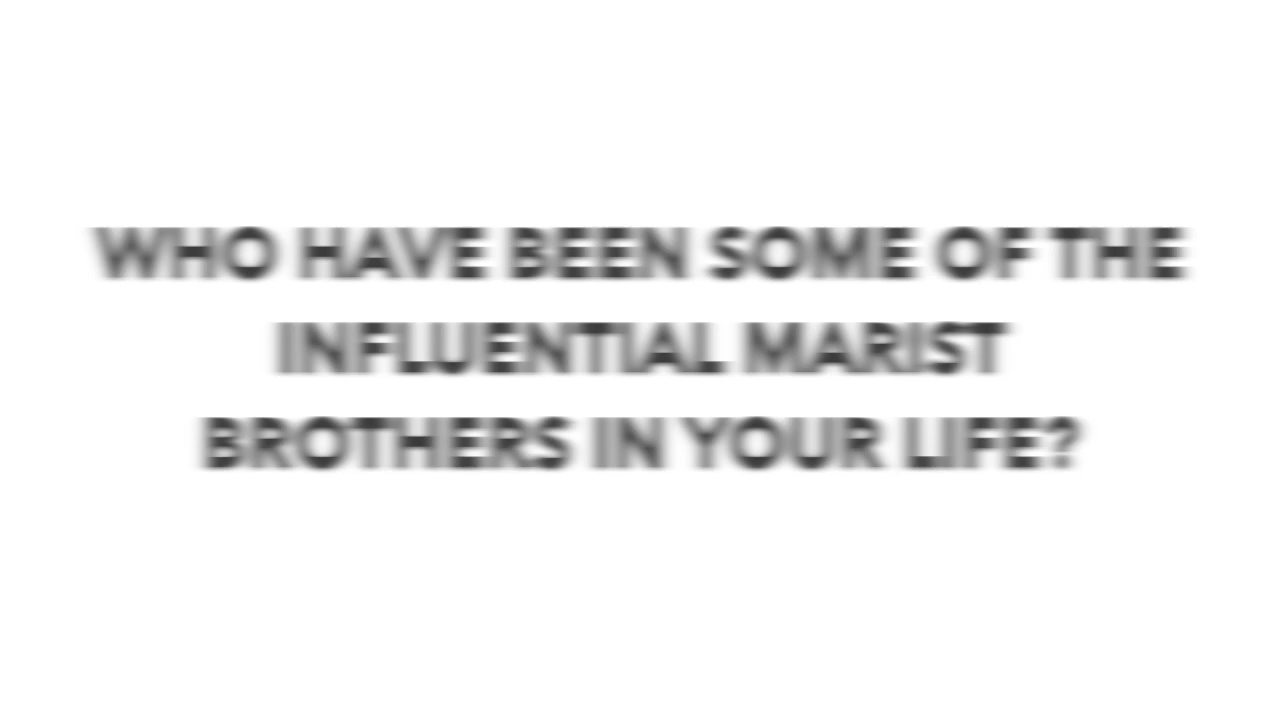 WHO HAVE BEEN SOME OF THE
INFLUENTIAL MARIST
BROTHERS IN YOUR LIFE?